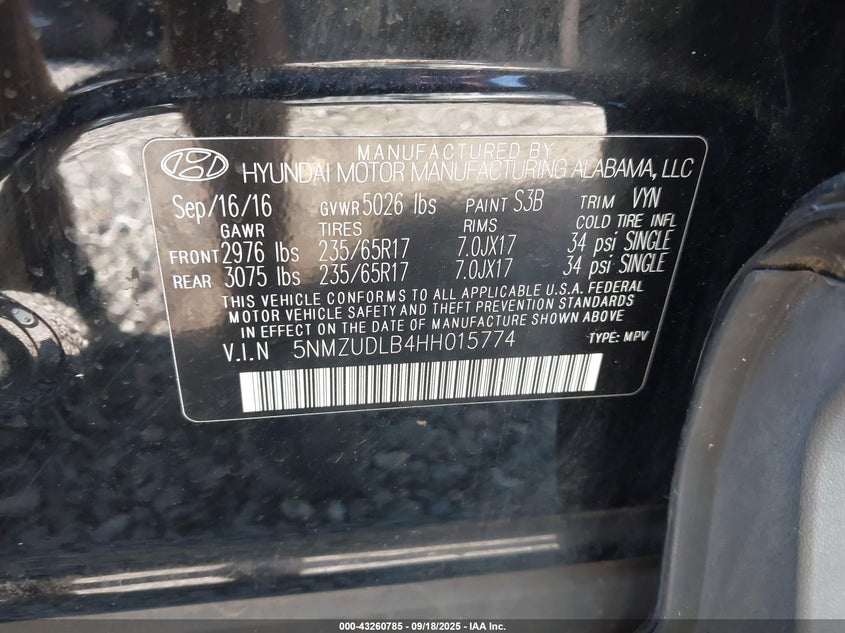 MANUFACTURED BY
HYUNDAI MOTOR MANUFACTURING ALABAMA, LLC
Sep/16/16 GVWR 5026 lbs PAINT S3B TRIM VYN
GAWR TIRES RIMS COLD TIRE INFL
FRONT 2976 lbs 235/65R17 7.0JX17 34 psi SINGLE
REAR 3075 lbs 235/65R17 7.0JX17 34 psi SINGLE
THIS VEHICLE CONFORMS TO ALL APPLICABLE U.S.A. FEDERAL
MOTOR VEHICLE SAFETY AND THEFT PREVENTION STANDARDS
IN EFFECT ON THE DATE OF MANUFACTURE SHOWN ABOVE
V.I.N 5NMZUDLB4HH015774 TYPE: MPV
000-43260785 - 09/18/2025 - IAA Inc.